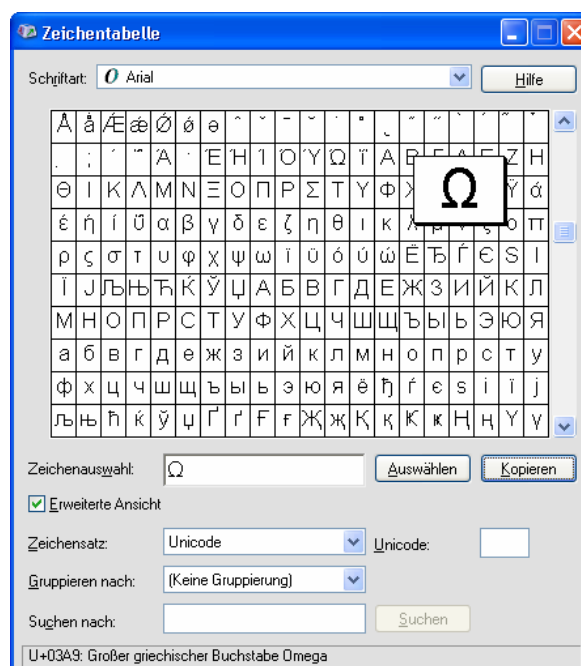 Zeichentabelle
Schriftart: O Arial Hilfe
Å å Æ æ Ǿ ǿ ə ˆ ˇ ˉ ˘ ˙ ˚ ˛ ˜ ˝
; ΄ ΅ Ά · Έ Ή Ί Ό Ύ Ώ ΐ Α Β Γ Δ Ε Ζ Η
Θ Ι Κ Λ Μ Ν Ξ Ο Π Ρ Σ Τ Υ Φ Χ Ω Ϋ ά
έ ή ί ΰ α β γ δ ε ζ η θ ι κ λ μ ν ξ ο π
ρ ς σ τ υ φ χ ψ ω ϊ ϋ ό ύ ώ Ё Ђ Ѓ Є Ѕ І
Ї Ј Љ Њ Ћ Ќ Ў Џ А Б В Г Д Е Ж З И Й К Л
М Н О П Р С Т У Ф Х Ц Ч Ш Щ Ъ Ы Ь Э Ю Я
а б в г д е ж з и й к л м н о п р с т у
ф х ц ч ш щ ъ ы ь э ю я ё ђ ѓ є ѕ і ї ј
љ њ ћ ќ ў џ Ґ ґ Ғ ғ Җ җ Қ қ Ҝ ҝ Ң ң Ү ү
Zeichenauswahl: Ω Auswählen Kopieren
Erweiterte Ansicht
Zeichensatz: Unicode Unicode:
Gruppieren nach: (Keine Gruppierung)
Suchen nach: Suchen
U+03A9: Großer griechischer Buchstabe Omega